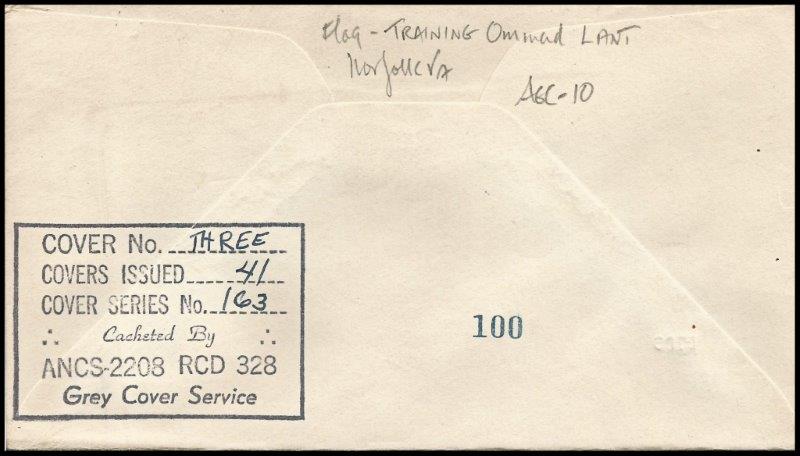 Flag - TRAINING Ommand LANT
Norfolk VA
AGC-10
COVER No. THREE
COVERS ISSUED 41
COVER SERIES No. 163
Cacheted By
ANCS-2208 RCD 328
Grey Cover Service
100